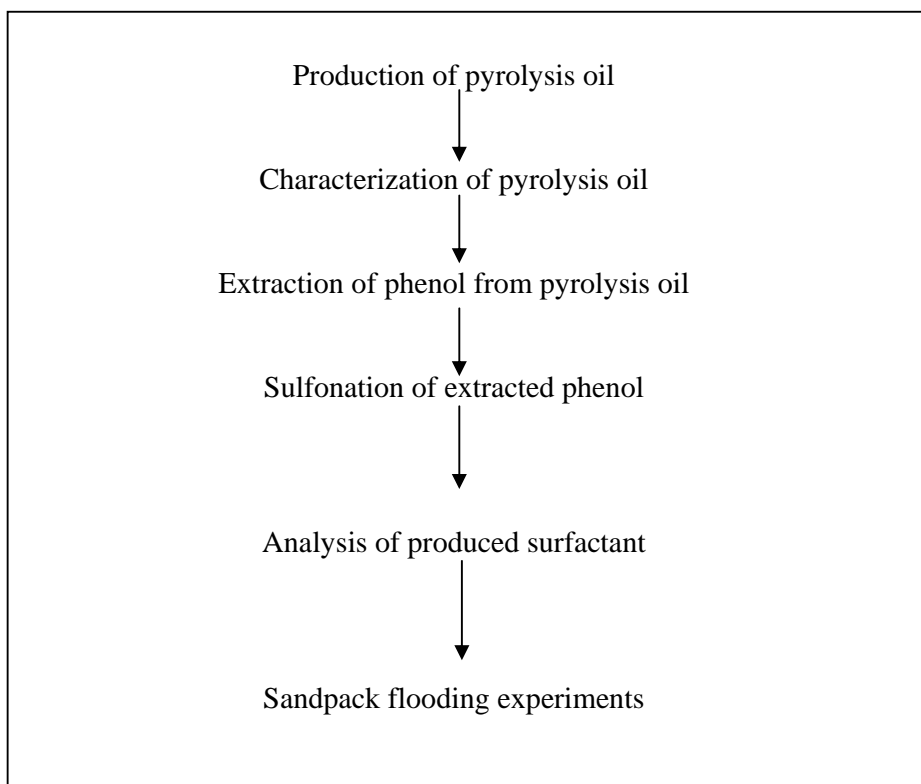 Production of pyrolysis oil
Characterization of pyrolysis oil
Extraction of phenol from pyrolysis oil
Sulfonation of extracted phenol
Analysis of produced surfactant
Sandpack flooding experiments